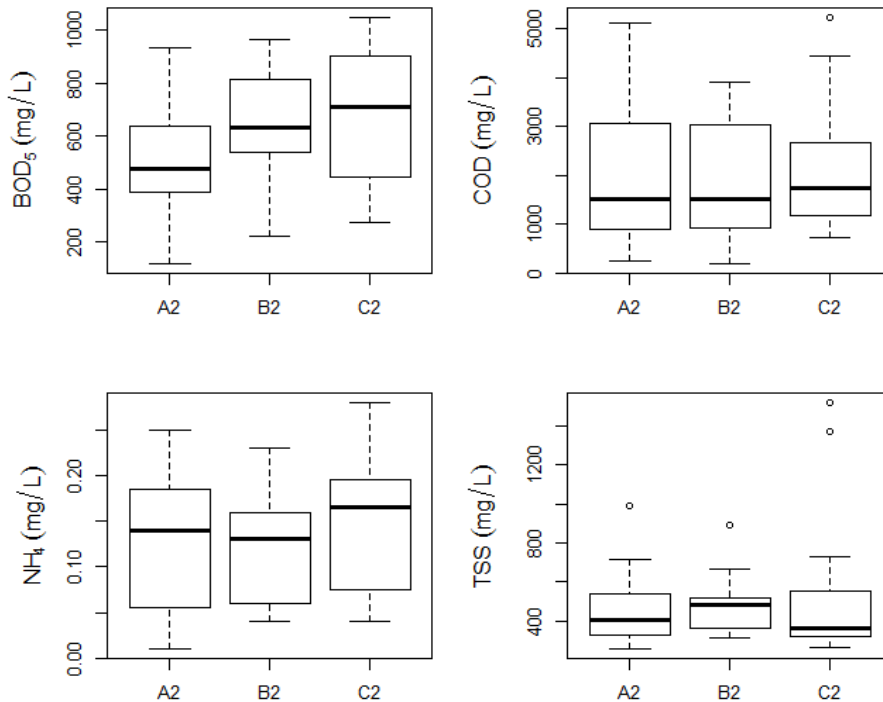 BOD₅ (mg/L)
200
400
600
800
1000
A2
B2
C2
COD (mg/L)
0
1000
3000
5000
A2
B2
C2
NH₄ (mg/L)
0.00
0.10
0.20
A2
B2
C2
TSS (mg/L)
400
800
1200
A2
B2
C2